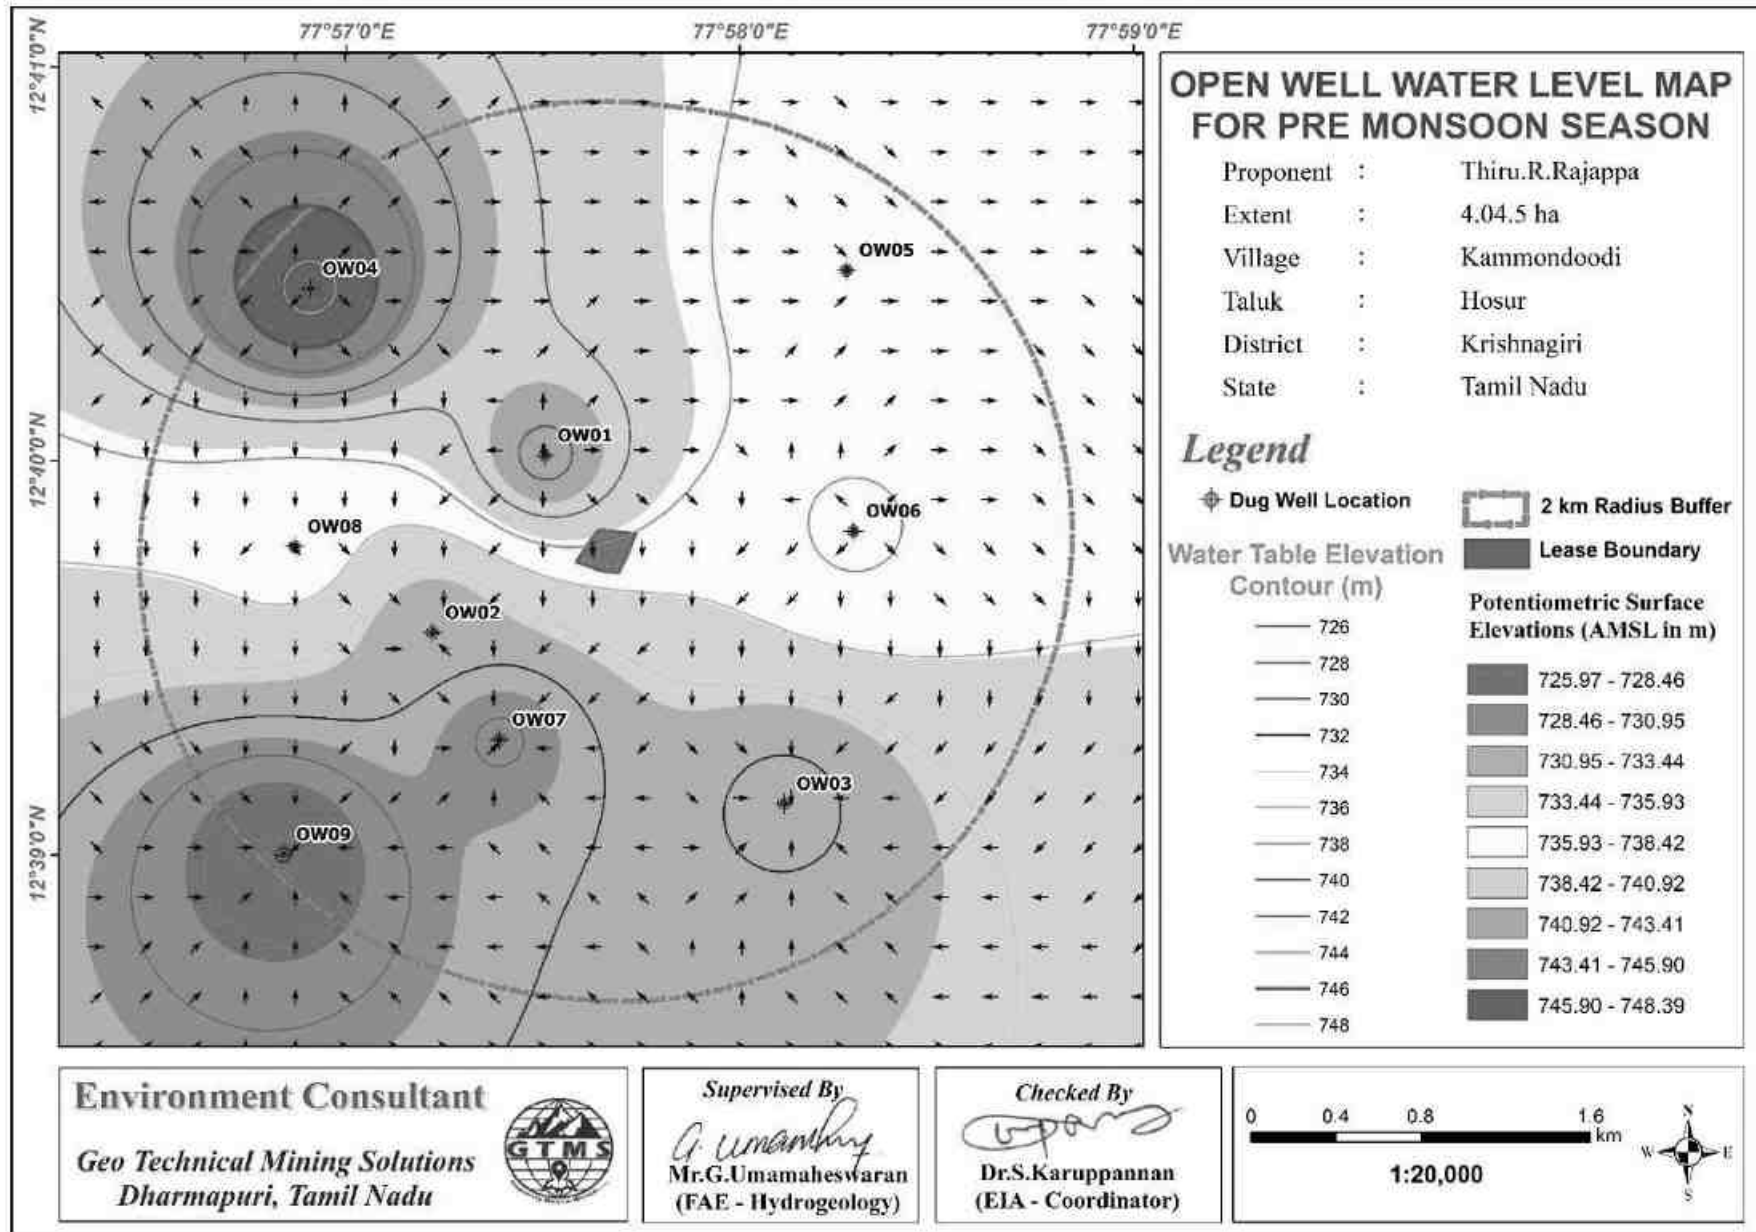 77°57'0"E
77°58'0"E
77°59'0"E
12°41'0"N
12°40'0"N
12°39'0"N
OW04
OW05
OW01
OW06
OW08
OW02
OW07
OW03
OW09
OPEN WELL WATER LEVEL MAP
FOR PRE MONSOON SEASON
Proponent : Thiru.R.Rajappa
Extent : 4.04.5 ha
Village : Kammondoodi
Taluk : Hosur
District : Krishnagiri
State : Tamil Nadu
Legend
Dug Well Location
2 km Radius Buffer
Lease Boundary
Water Table Elevation
Contour (m)
726
728
730
732
734
736
738
740
742
744
746
748
Potentiometric Surface
Elevations (AMSL in m)
725.97 - 728.46
728.46 - 730.95
730.95 - 733.44
733.44 - 735.93
735.93 - 738.42
738.42 - 740.92
740.92 - 743.41
743.41 - 745.90
745.90 - 748.39
Environment Consultant
Geo Technical Mining Solutions
Dharmapuri, Tamil Nadu
GTMS
Supervised By
Mr.G.Umamaheswaran
(FAE - Hydrogeology)
Checked By
Dr.S.Karuppannan
(EIA - Coordinator)
0 0.4 0.8 1.6
km
1:20,000
N
W E
S